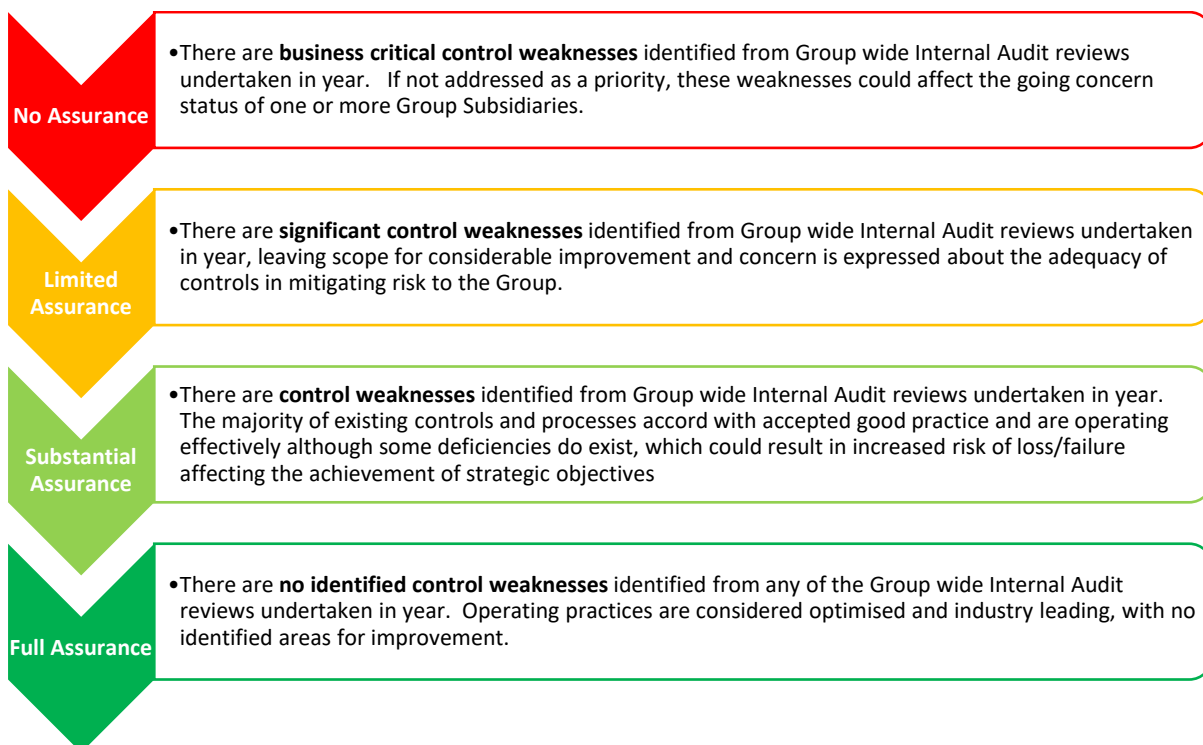 No Assurance
•There are business critical control weaknesses identified from Group wide Internal Audit reviews
undertaken in year.   If not addressed as a priority, these weaknesses could affect the going concern
status of one or more Group Subsidiaries.
Limited
Assurance
•There are significant control weaknesses identified from Group wide Internal Audit reviews undertaken
in year, leaving scope for considerable improvement and concern is expressed about the adequacy of
controls in mitigating risk to the Group.
Substantial
Assurance
•There are control weaknesses identified from Group wide Internal Audit reviews undertaken in year.
The majority of existing controls and processes accord with accepted good practice and are operating
effectively although some deficiencies do exist, which could result in increased risk of loss/failure
affecting the achievement of strategic objectives
Full Assurance
•There are no identified control weaknesses identified from any of the Group wide Internal Audit
reviews undertaken in year.  Operating practices are considered optimised and industry leading, with no
identified areas for improvement.